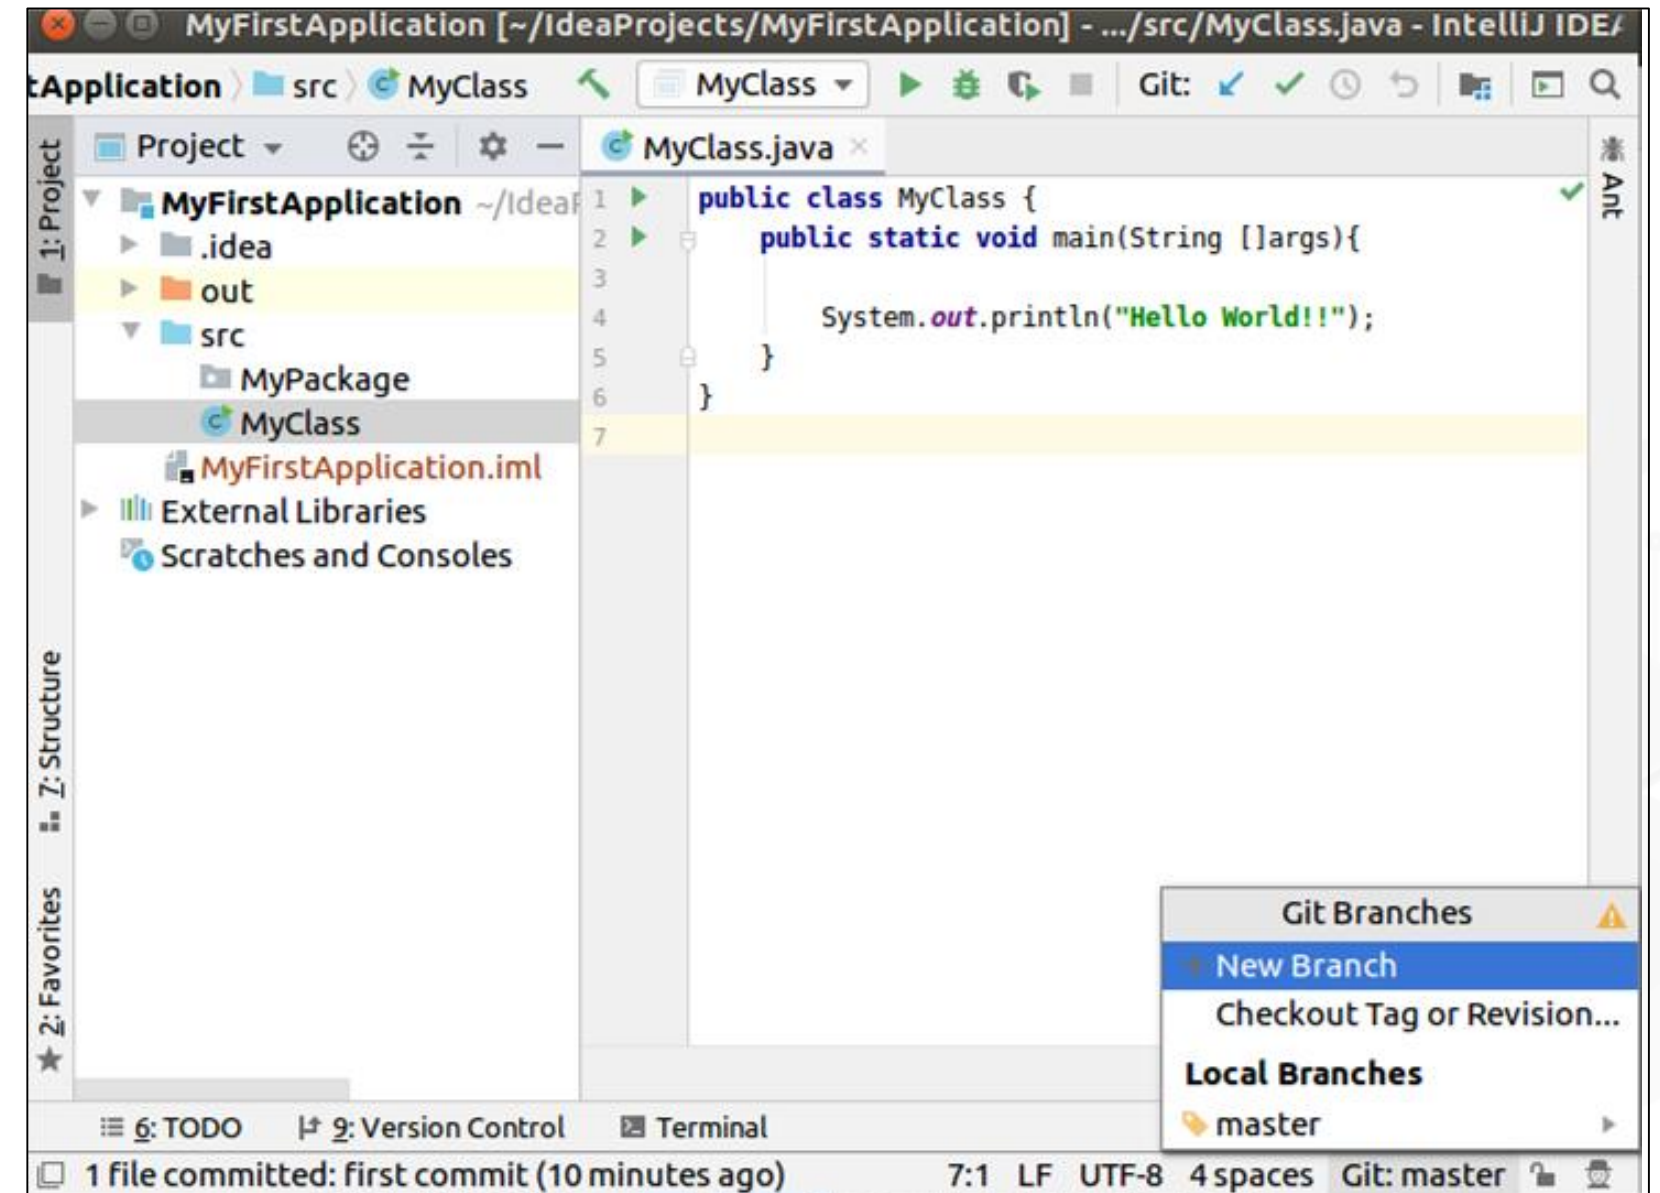 MyFirstApplication [~/IdeaProjects/MyFirstApplication] - .../src/MyClass.java - IntelliJ IDEA
tApplication src MyClass MyClass Git:
1: Project
Project
MyFirstApplication ~/Idea
.idea
out
src
MyPackage
MyClass
MyFirstApplication.iml
External Libraries
Scratches and Consoles
7: Structure
2: Favorites
MyClass.java
1 public class MyClass {
2 public static void main(String []args){
3
4 System.out.println("Hello World!!");
5 }
6 }
7
Ant
Git Branches
New Branch
Checkout Tag or Revision...
Local Branches
master
6: TODO 9: Version Control Terminal
1 file committed: first commit (10 minutes ago) 7:1 LF UTF-8 4 spaces Git: master